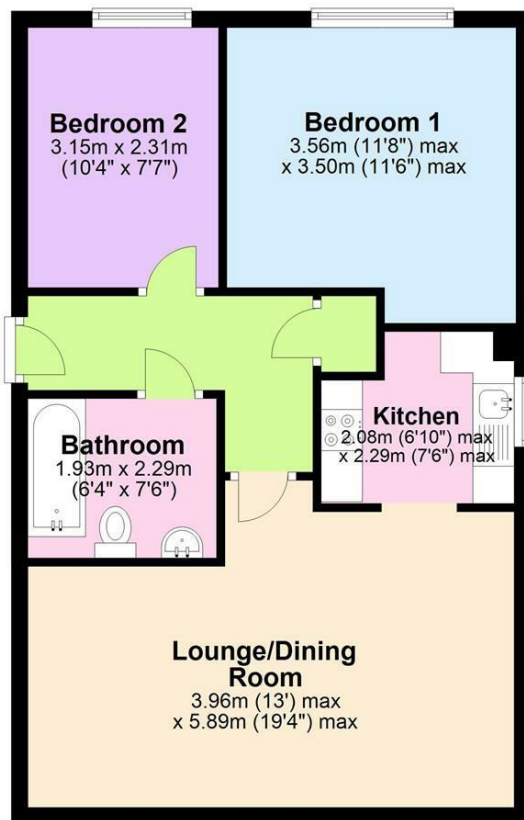 Bedroom 2
3.15m x 2.31m
(10'4" x 7'7")
Bedroom 1
3.56m (11'8") max
x 3.50m (11'6") max
Kitchen
2.08m (6'10") max
x 2.29m (7'6") max
Bathroom
1.93m x 2.29m
(6'4" x 7'6")
Lounge/Dining
Room
3.96m (13') max
x 5.89m (19'4") max